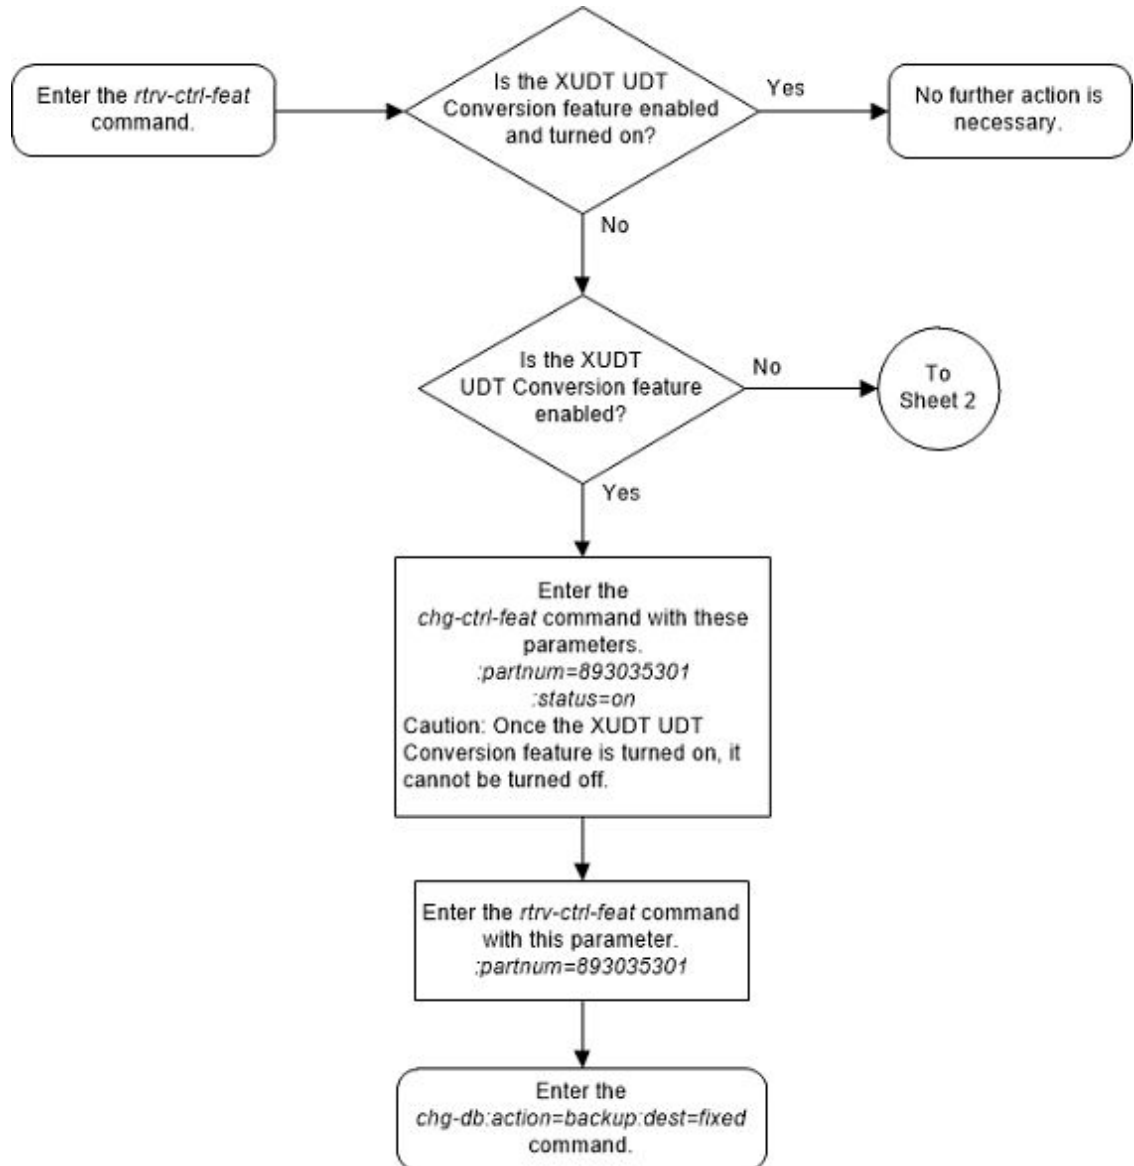 Enter the rtrv-ctrl-feat
command.
Is the XUDT UDT
Conversion feature enabled
and turned on?
Yes
No further action is
necessary.
No
Is the XUDT
UDT Conversion feature
enabled?
No
To
Sheet 2
Yes
Enter the
chg-ctrl-feat command with these
parameters.
:partnum=893035301
:status=on
Caution: Once the XUDT UDT
Conversion feature is turned on, it
cannot be turned off.
Enter the rtrv-ctrl-feat command
with this parameter.
:partnum=893035301
Enter the
chg-db:action=backup:dest=fixed
command.